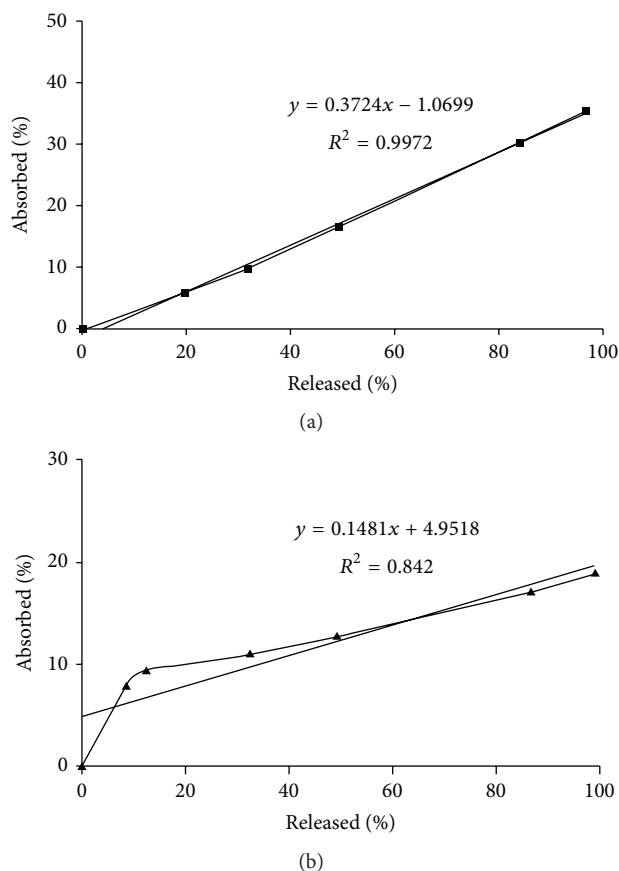 50
40
30
20
10
0
0
20
40
60
80
100
Absorbed (%)
Released (%)
y = 0.3724x − 1.0699
R² = 0.9972
(a)
30
20
10
0
0
20
40
60
80
100
Absorbed (%)
Released (%)
y = 0.1481x + 4.9518
R² = 0.842
(b)